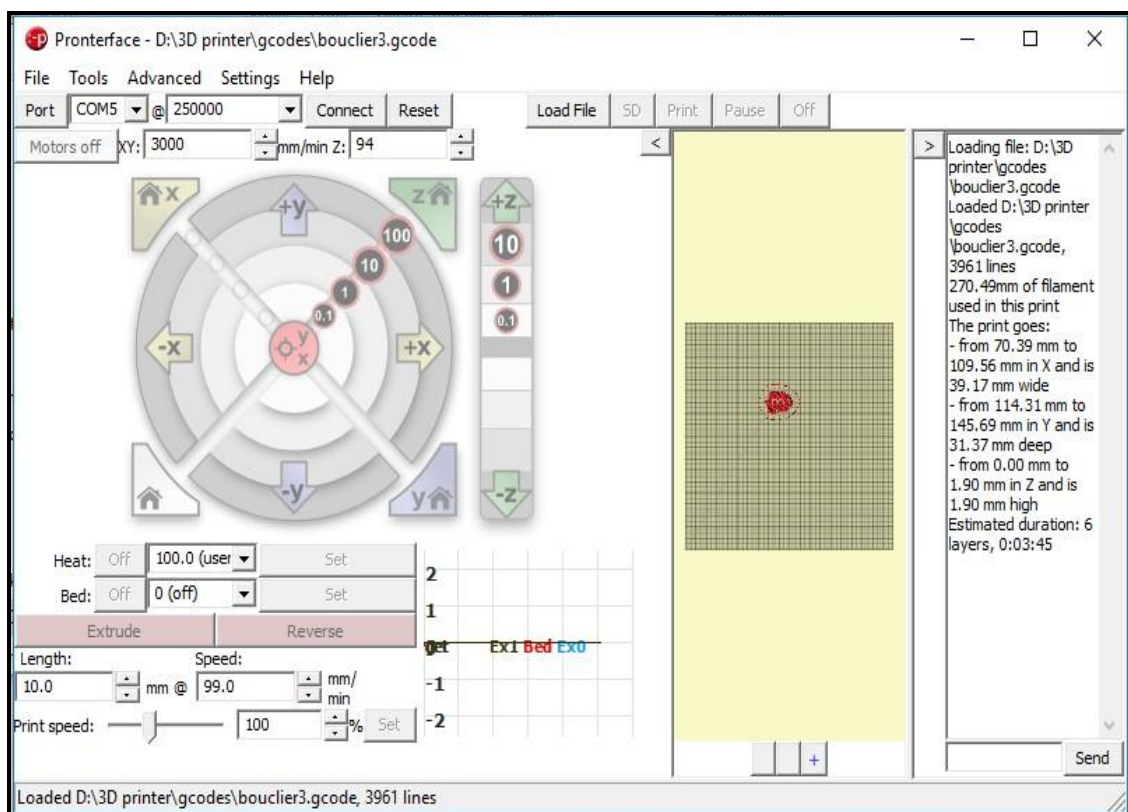 Pronterface - D:\3D printer\gcodes\bouclier3.gcode
File Tools Advanced Settings Help
Port COM5 @ 250000 Connect Reset Load File SD Print Pause Off
Motors off XY: 3000 mm/min Z: 94 < >
x +y z +z
100 10 1 0.1
10 1 0.1
-x y x +x
-y y -z
Heat: Off 100.0 (user Set
Bed: Off 0 (off) Set
Extrude Reverse
Length: Speed:
10.0 mm @ 99.0 mm/
min
Print speed: 100 % Set
2
1
Ex1 Bed Ex0
-1
-2
+
Loading file: D:\3D
printer\gcodes
\bouclier3.gcode
Loaded D:\3D printer
\gcodes
\bouclier3.gcode,
3961 lines
270.49mm of filament
used in this print
The print goes:
- from 70.39 mm to
109.56 mm in X and is
39.17 mm wide
- from 114.31 mm to
145.69 mm in Y and is
31.37 mm deep
- from 0.00 mm to
1.90 mm in Z and is
1.90 mm high
Estimated duration: 6
layers, 0:03:45
Send
Loaded D:\3D printer\gcodes\bouclier3.gcode, 3961 lines